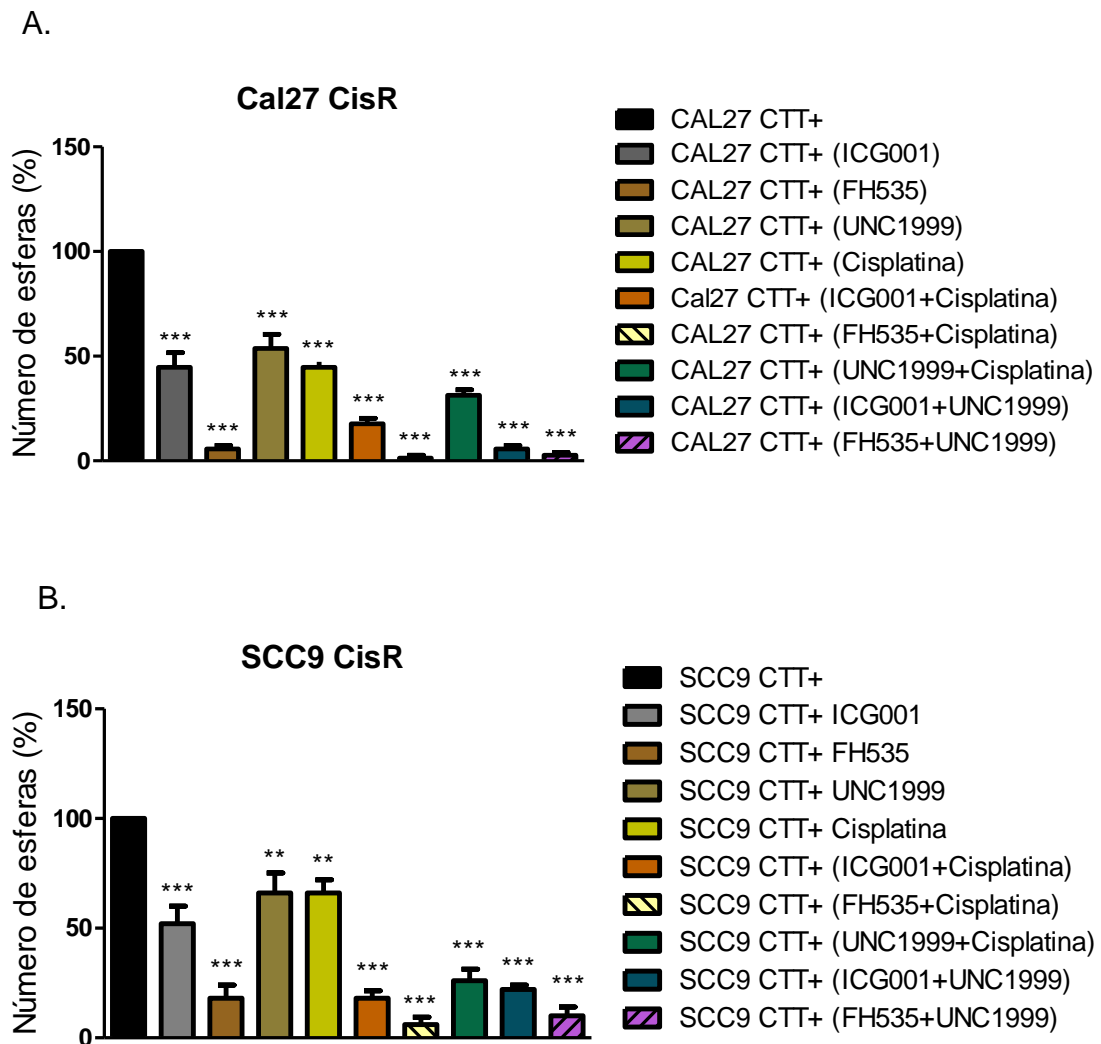 A.
Cal27 CisR
Número de esferas (%)
150
100
50
0
***
***
***
***
***
***
***
***
***
CAL27 CTT+
CAL27 CTT+ (ICG001)
CAL27 CTT+ (FH535)
CAL27 CTT+ (UNC1999)
CAL27 CTT+ (Cisplatina)
Cal27 CTT+ (ICG001+Cisplatina)
CAL27 CTT+ (FH535+Cisplatina)
CAL27 CTT+ (UNC1999+Cisplatina)
CAL27 CTT+ (ICG001+UNC1999)
CAL27 CTT+ (FH535+UNC1999)
B.
SCC9 CisR
Número de esferas (%)
150
100
50
0
***
***
**
**
***
***
***
***
***
SCC9 CTT+
SCC9 CTT+ ICG001
SCC9 CTT+ FH535
SCC9 CTT+ UNC1999
SCC9 CTT+ Cisplatina
SCC9 CTT+ (ICG001+Cisplatina)
SCC9 CTT+ (FH535+Cisplatina)
SCC9 CTT+ (UNC1999+Cisplatina)
SCC9 CTT+ (ICG001+UNC1999)
SCC9 CTT+ (FH535+UNC1999)